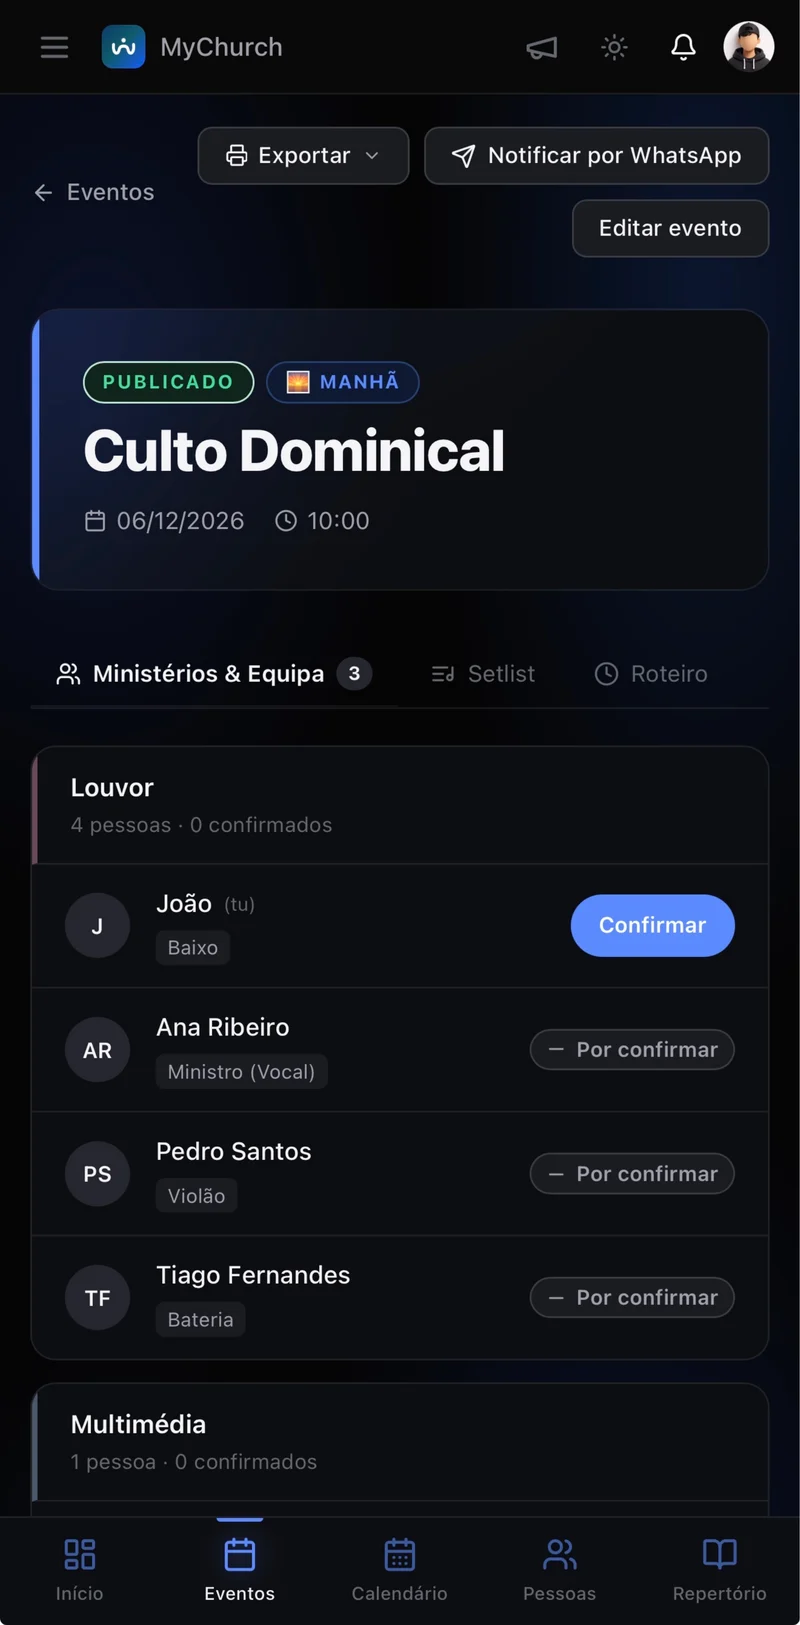 MyChurch
Exportar
Notificar por WhatsApp
Eventos
Editar evento
PUBLICADO
MANHÃ
Culto Dominical
06/12/2026 10:00
Ministérios & Equipa 3 Setlist Roteiro
Louvor
4 pessoas · 0 confirmados
J
João (tu)
Baixo
Confirmar
AR
Ana Ribeiro
Ministro (Vocal)
— Por confirmar
PS
Pedro Santos
Violão
— Por confirmar
TF
Tiago Fernandes
Bateria
— Por confirmar
Multimédia
1 pessoa · 0 confirmados
Início Eventos Calendário Pessoas Repertório